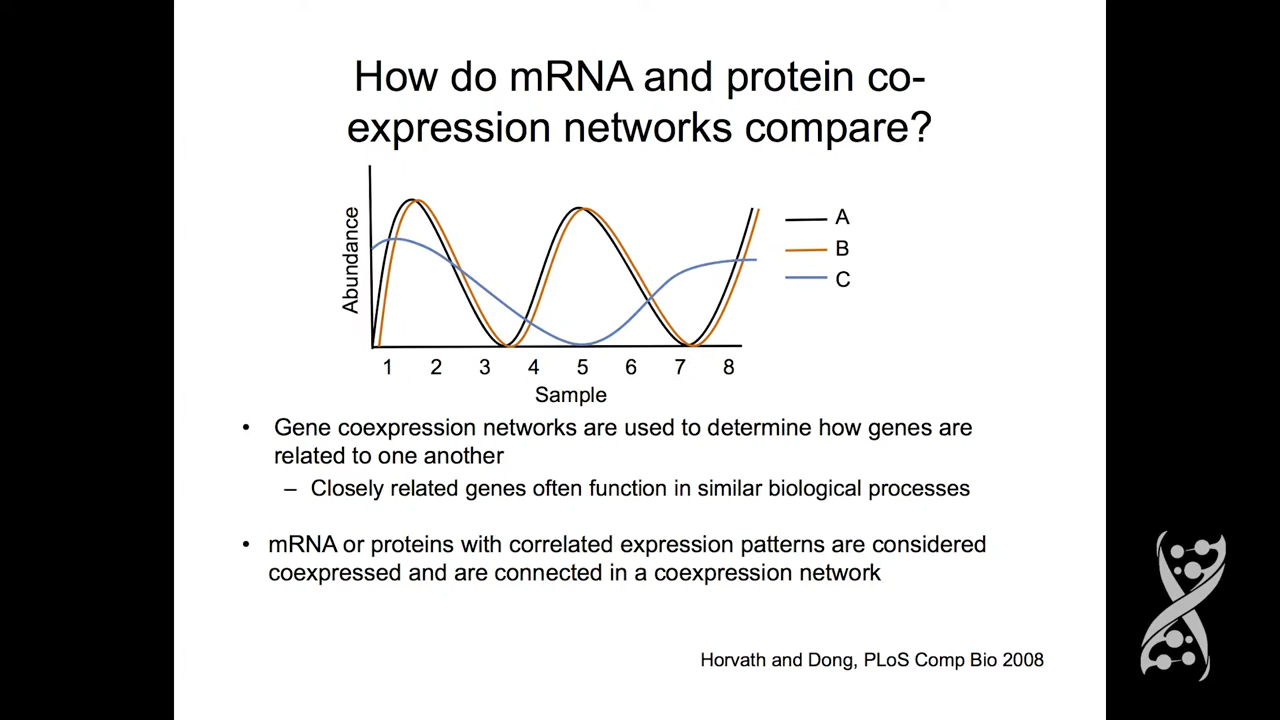 How do mRNA and protein co-
expression networks compare?
Abundance
A
B
C
1 2 3 4 5 6 7 8
Sample
• Gene coexpression networks are used to determine how genes are
related to one another
– Closely related genes often function in similar biological processes
• mRNA or proteins with correlated expression patterns are considered
coexpressed and are connected in a coexpression network
Horvath and Dong, PLoS Comp Bio 2008